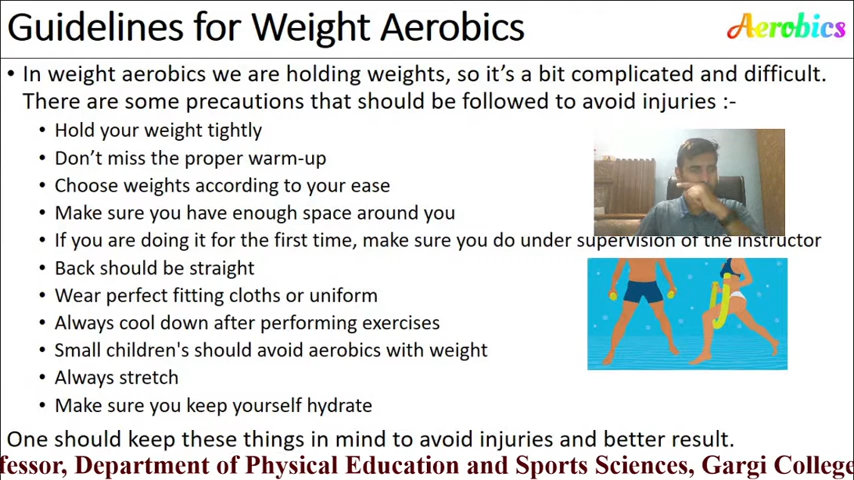 Guidelines for Weight Aerobics
Aerobics
• In weight aerobics we are holding weights, so it's a bit complicated and difficult.
There are some precautions that should be followed to avoid injuries :-
• Hold your weight tightly
• Don't miss the proper warm-up
• Choose weights according to your ease
• Make sure you have enough space around you
• If you are doing it for the first time, make sure you do under supervision of the instructor
• Back should be straight
• Wear perfect fitting cloths or uniform
• Always cool down after performing exercises
• Small children's should avoid aerobics with weight
• Always stretch
• Make sure you keep yourself hydrate
One should keep these things in mind to avoid injuries and better result.
fessor, Department of Physical Education and Sports Sciences, Gargi College